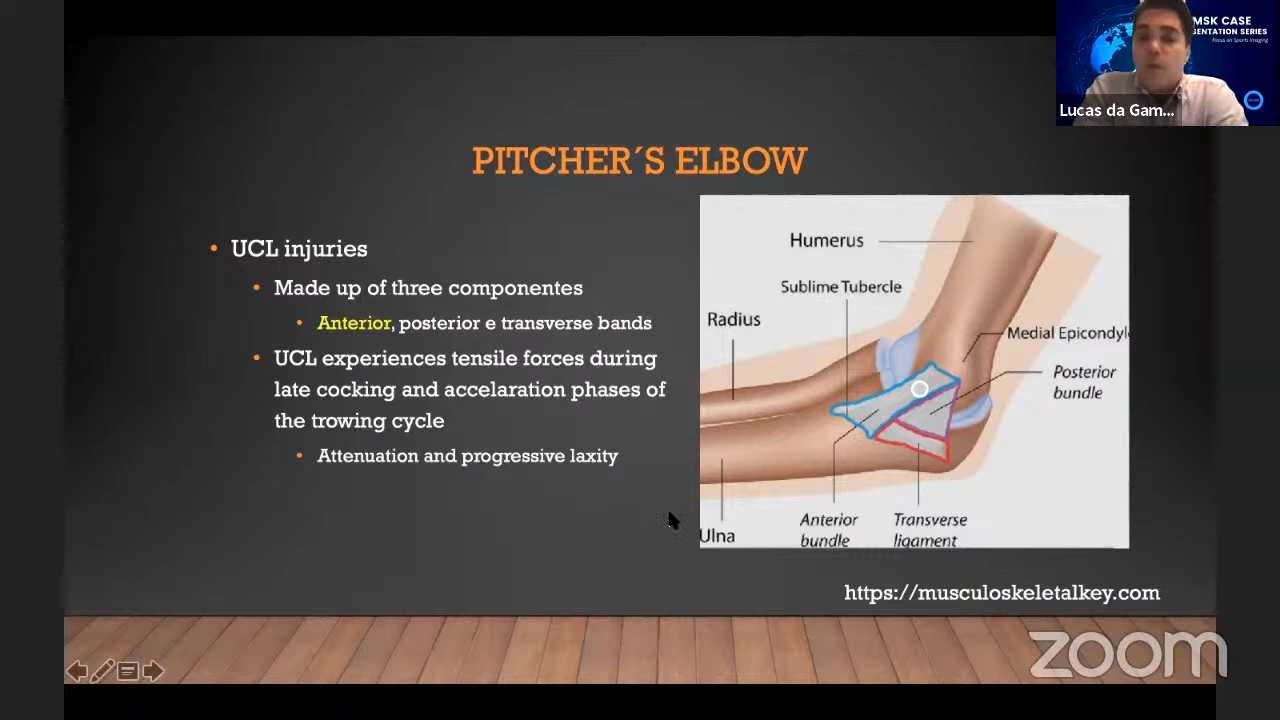 MSK CASE
ENTATION SERIES
Focus on Sports Imaging
Lucas da Gam...
PITCHER´S ELBOW
• UCL injuries
• Made up of three componentes
• Anterior, posterior e transverse bands
• UCL experiences tensile forces during
late cocking and accelaration phases of
the trowing cycle
• Attenuation and progressive laxity
Humerus
Sublime Tubercle
Radius
Medial Epicondyl
Posterior
bundle
Anterior
bundle
Transverse
ligament
Ulna
https://musculoskeletalkey.com
zoom